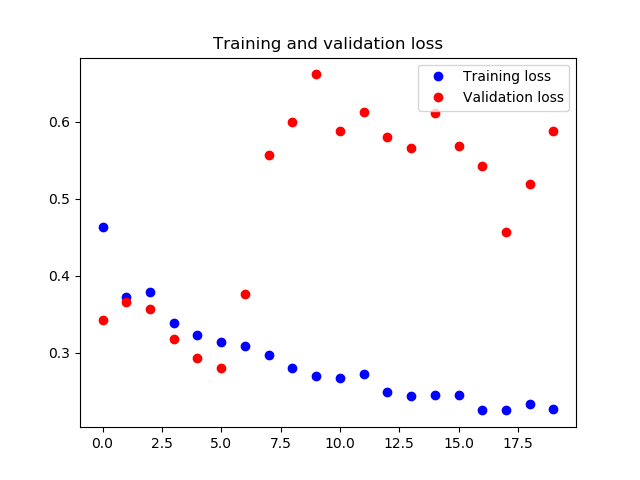 Training and validation loss
Training loss
Validation loss
0.6
0.5
0.4
0.3
0.0 2.5 5.0 7.5 10.0 12.5 15.0 17.5